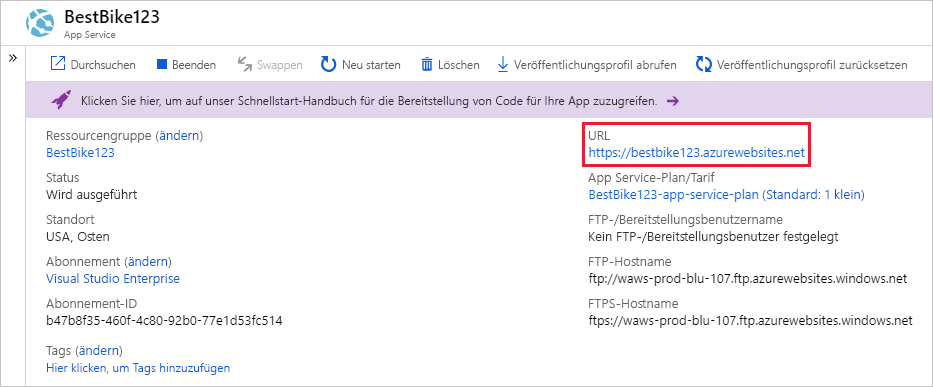 BestBike123
App Service
»
Durchsuchen Beenden Swappen Neu starten Löschen Veröffentlichungsprofil abrufen Veröffentlichungsprofil zurücksetzen
Klicken Sie hier, um auf unser Schnellstart-Handbuch für die Bereitstellung von Code für Ihre App zuzugreifen. →
Ressourcengruppe (ändern)
BestBike123
Status
Wird ausgeführt
Standort
USA, Osten
Abonnement (ändern)
Visual Studio Enterprise
Abonnement-ID
b47b8f35-460f-4c80-92b0-77e1d53fc514
Tags (ändern)
Hier klicken, um Tags hinzuzufügen
URL
https://bestbike123.azurewebsites.net
App Service-Plan/Tarif
BestBike123-app-service-plan (Standard: 1 klein)
FTP-/Bereitstellungsbenutzername
Kein FTP-/Bereitstellungsbenutzer festgelegt
FTP-Hostname
ftp://waws-prod-blu-107.ftp.azurewebsites.windows.net
FTPS-Hostname
ftps://waws-prod-blu-107.ftp.azurewebsites.windows.net